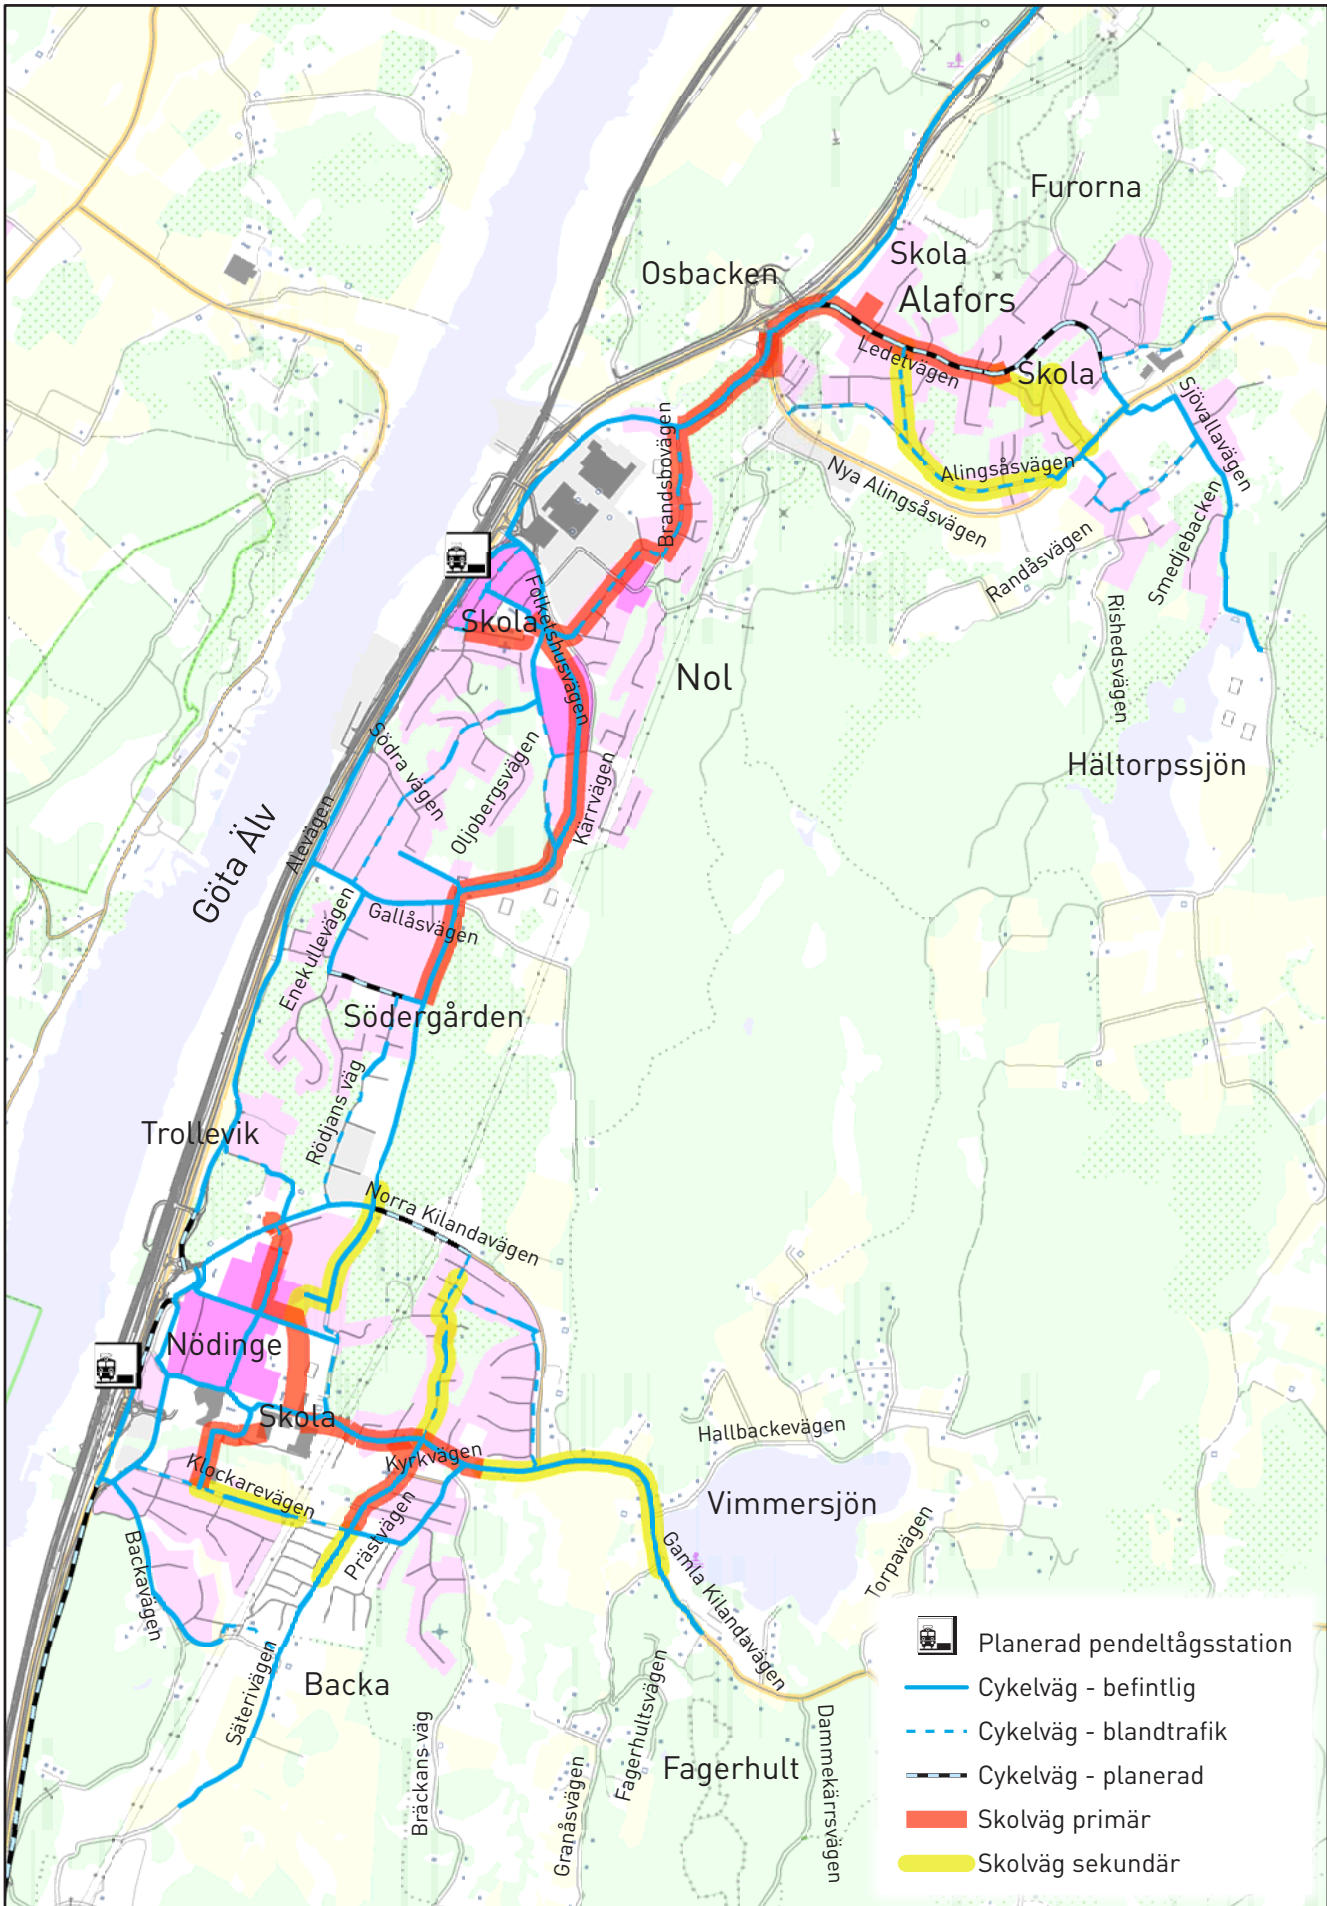 Furorna
Skola
Osbacken
Alafors
Ledetvägen
Skola
Sjövallavägen
Brandsbovägen
Alingsåsvägen
Nya Alingsåsvägen
Smedjebacken
Randåsvägen
Rishedsvägen
Folketshusvägen
Skola
Nol
Södra vägen
Oljobergsvägen
Kärrvägen
Hältorpssjön
Alevägen
Göta Älv
Enekullevägen
Gallåsvägen
Södergården
Rödjans väg
Trollevik
Norra Kilandavägen
Nödinge
Skola
Hallbackevägen
Kyrkvägen
Klockarevägen
Vimmersjön
Prästvägen
Backavägen
Gamla Kilandavägen
Torpavägen
Säterivägen
Backa
Bräckans väg
Fagerhultsvägen
Granåsvägen
Fagerhult
Dammekärrsvägen
Planerad pendeltågsstation
Cykelväg - befintlig
Cykelväg - blandtrafik
Cykelväg - planerad
Skolväg primär
Skolväg sekundär